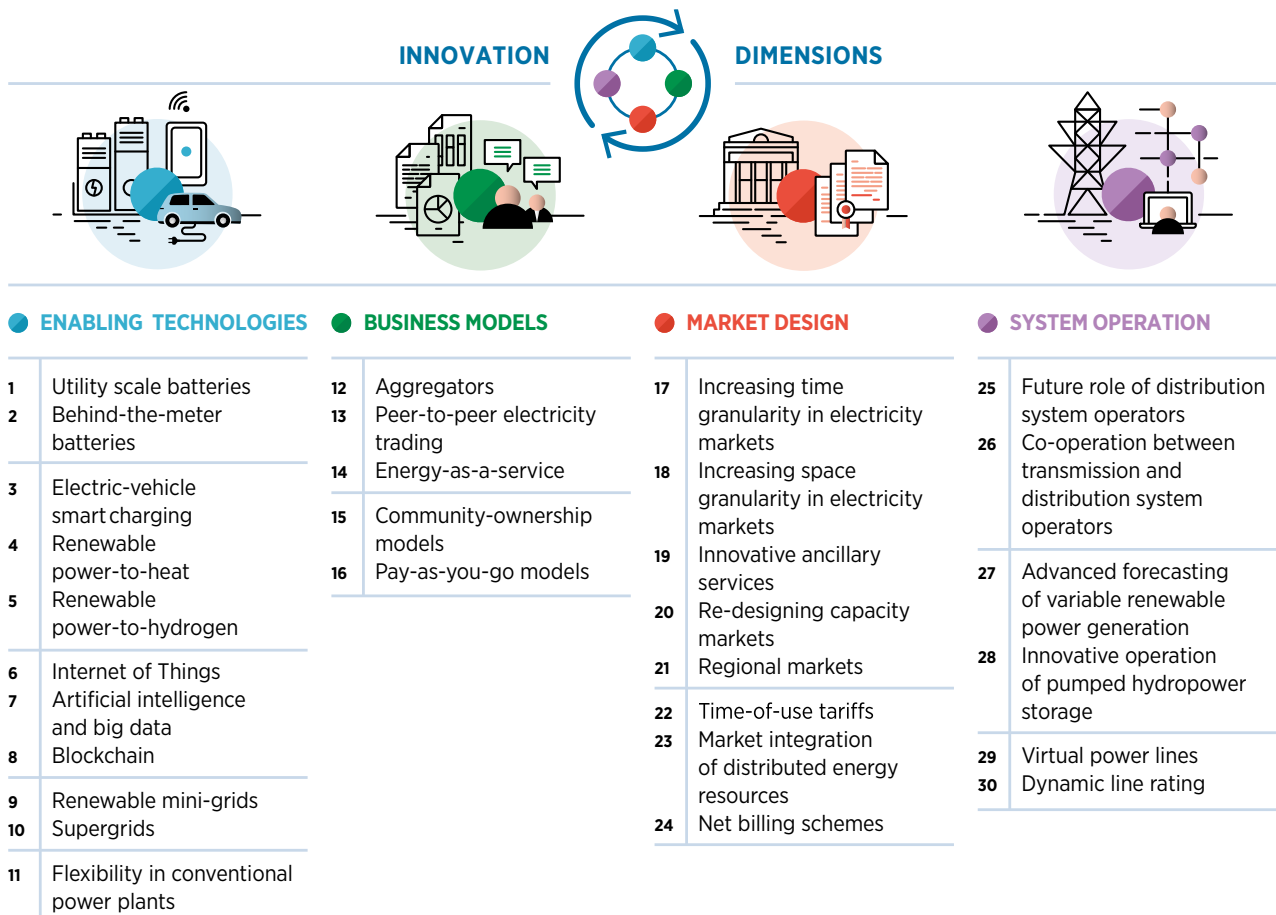 INNOVATION DIMENSIONS
ENABLING TECHNOLOGIES
1 Utility scale batteries
2 Behind-the-meter
batteries
3 Electric-vehicle
smart charging
4 Renewable
power-to-heat
5 Renewable
power-to-hydrogen
6 Internet of Things
7 Artificial intelligence
and big data
8 Blockchain
9 Renewable mini-grids
10 Supergrids
11 Flexibility in conventional
power plants
BUSINESS MODELS
12 Aggregators
13 Peer-to-peer electricity
trading
14 Energy-as-a-service
15 Community-ownership
models
16 Pay-as-you-go models
MARKET DESIGN
17 Increasing time
granularity in electricity
markets
18 Increasing space
granularity in electricity
markets
19 Innovative ancillary
services
20 Re-designing capacity
markets
21 Regional markets
22 Time-of-use tariffs
23 Market integration
of distributed energy
resources
24 Net billing schemes
SYSTEM OPERATION
25 Future role of distribution
system operators
26 Co-operation between
transmission and
distribution system
operators
27 Advanced forecasting
of variable renewable
power generation
28 Innovative operation
of pumped hydropower
storage
29 Virtual power lines
30 Dynamic line rating